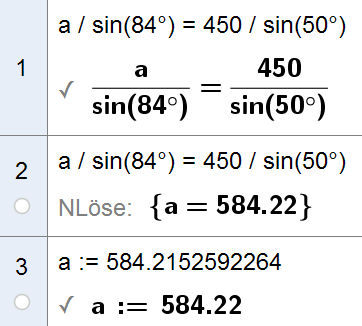 1
a / sin(84°) = 450 / sin(50°)
✓ a / sin(84°) = 450 / sin(50°)
2
a / sin(84°) = 450 / sin(50°)
NLöse: {a = 584.22}
3
a := 584.2152592264
✓ a := 584.22